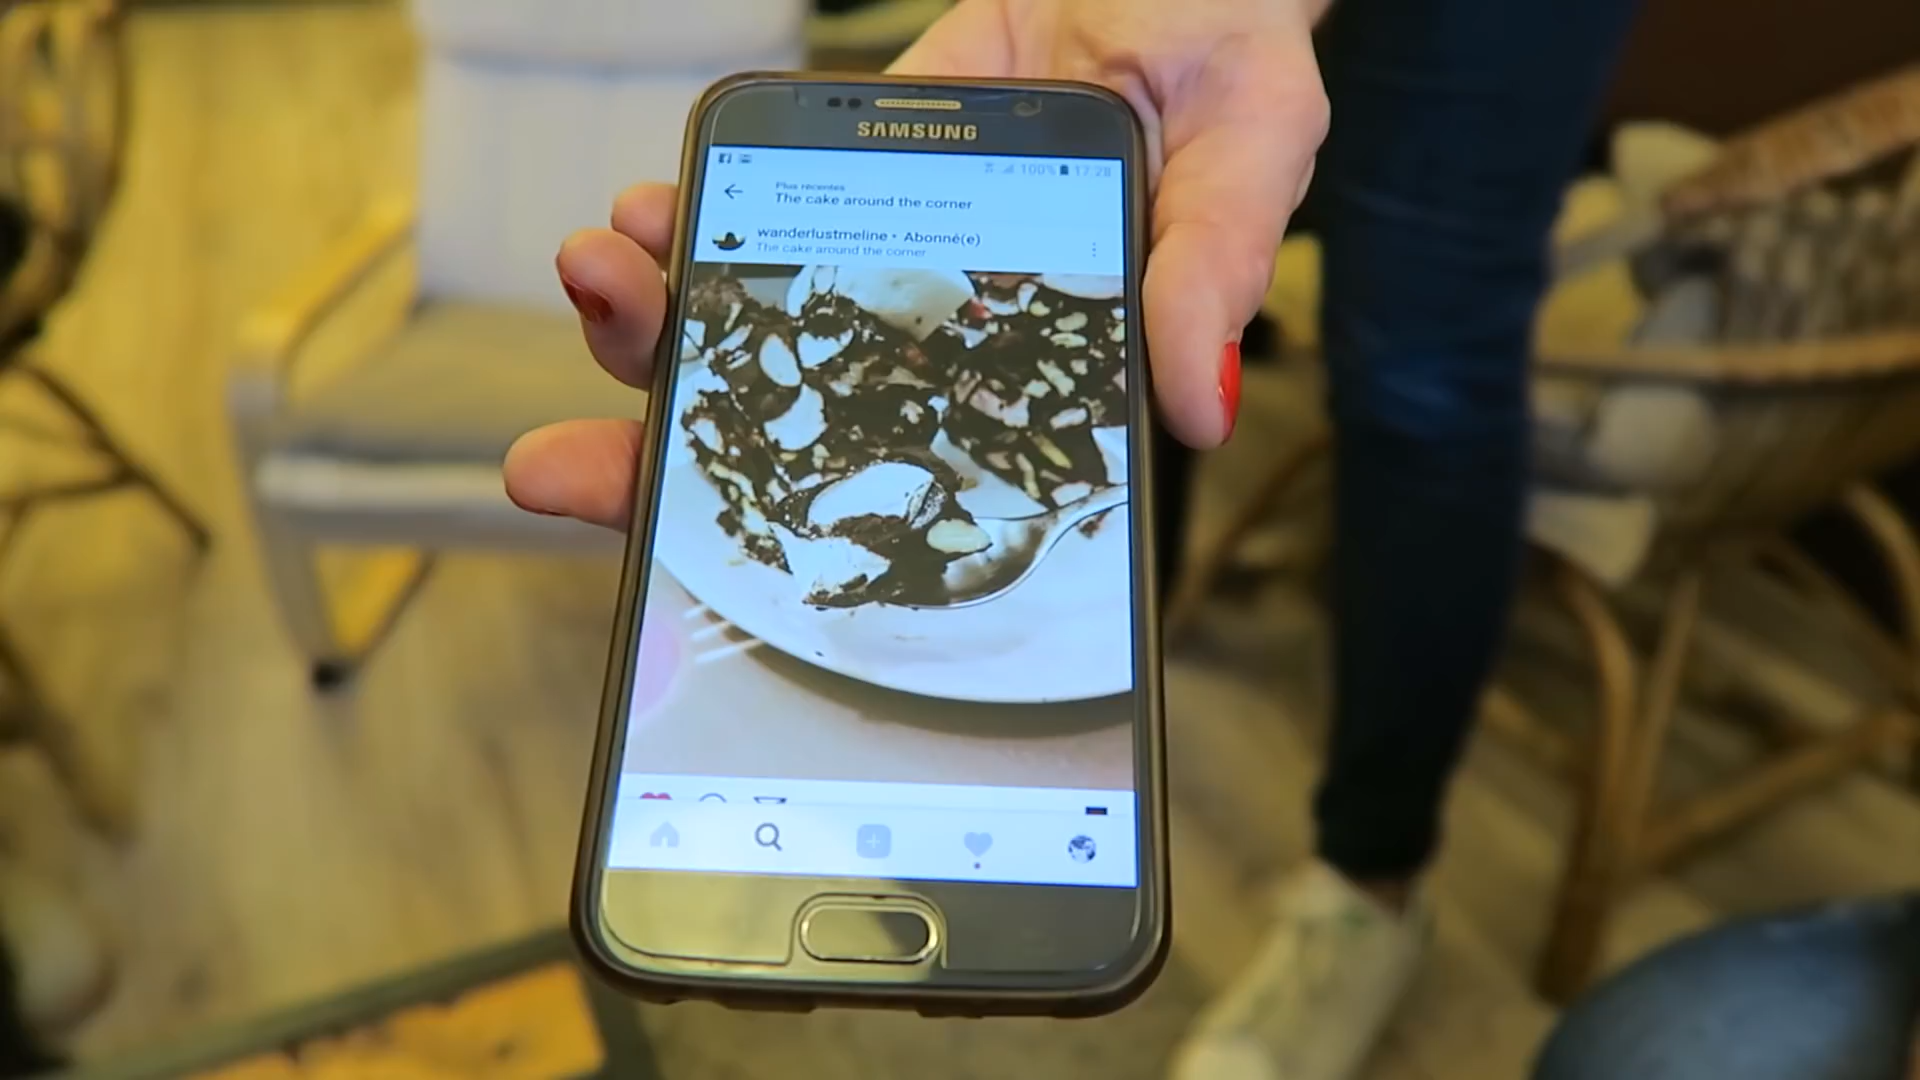 SAMSUNG
100% 17:28
Plus récentes
The cake around the corner
wanderlustmeline • Abonné(e)
The cake around the corner